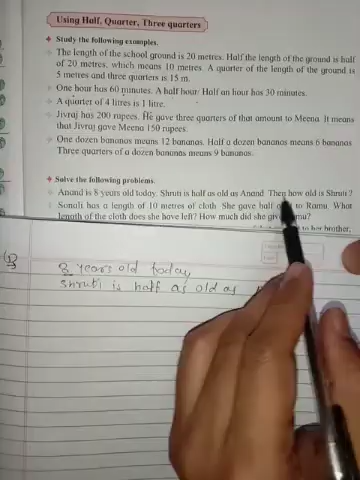 Using Half, Quarter, Three quarters
Study the following examples.
The length of the school ground is 20 metres. Half the length of the ground is half
of 20 metres, which means 10 metres. A quarter of the length of the ground is
5 metres and three quarters is 15 m.
One hour has 60 minutes. A half hour/ Half an hour has 30 minutes.
A quarter of 4 litres is 1 litre.
Jivraj has 200 rupees. He gave three quarters of that amount to Meena. It means
that Jivraj gave Meena 150 rupees.
One dozen bananas means 12 bananas. Half a dozen bananas means 6 bananas
Three quarters of a dozen bananas means 9 bananas.
Solve the following problems.
Anand is 8 years old today. Shruti is half as old as Anand. Then how old is Shruti?
Sonali has a length of 10 metres of cloth. She gave half to Ramu. What
length of the cloth does she have left? How much did she
to her brother.
8 years old today
Shruti is half as old as